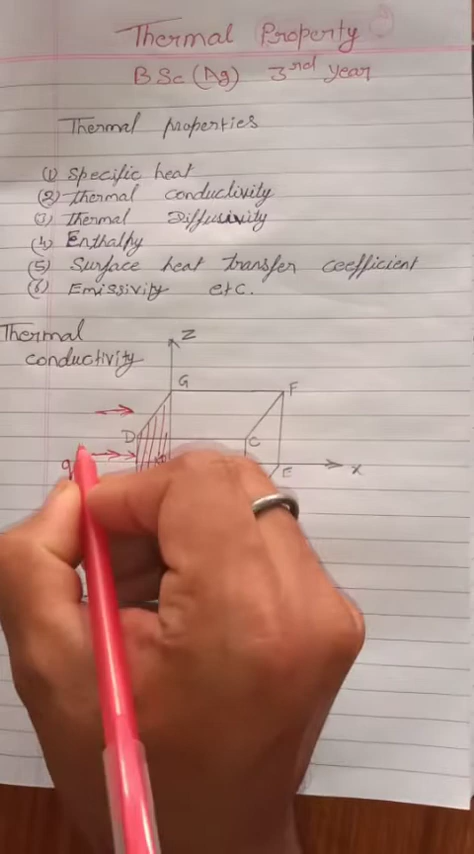 Thermal Property
BSc (Ag) 3rd year
Thermal properties
(1) Specific heat
(2) Thermal conductivity
(3) Thermal Diffusivity
(4) Enthalpy
(5) Surface heat transfer coefficient
(6) Emissivity etc.
Thermal
conductivity
Z
G
F
D
C
q
E
x